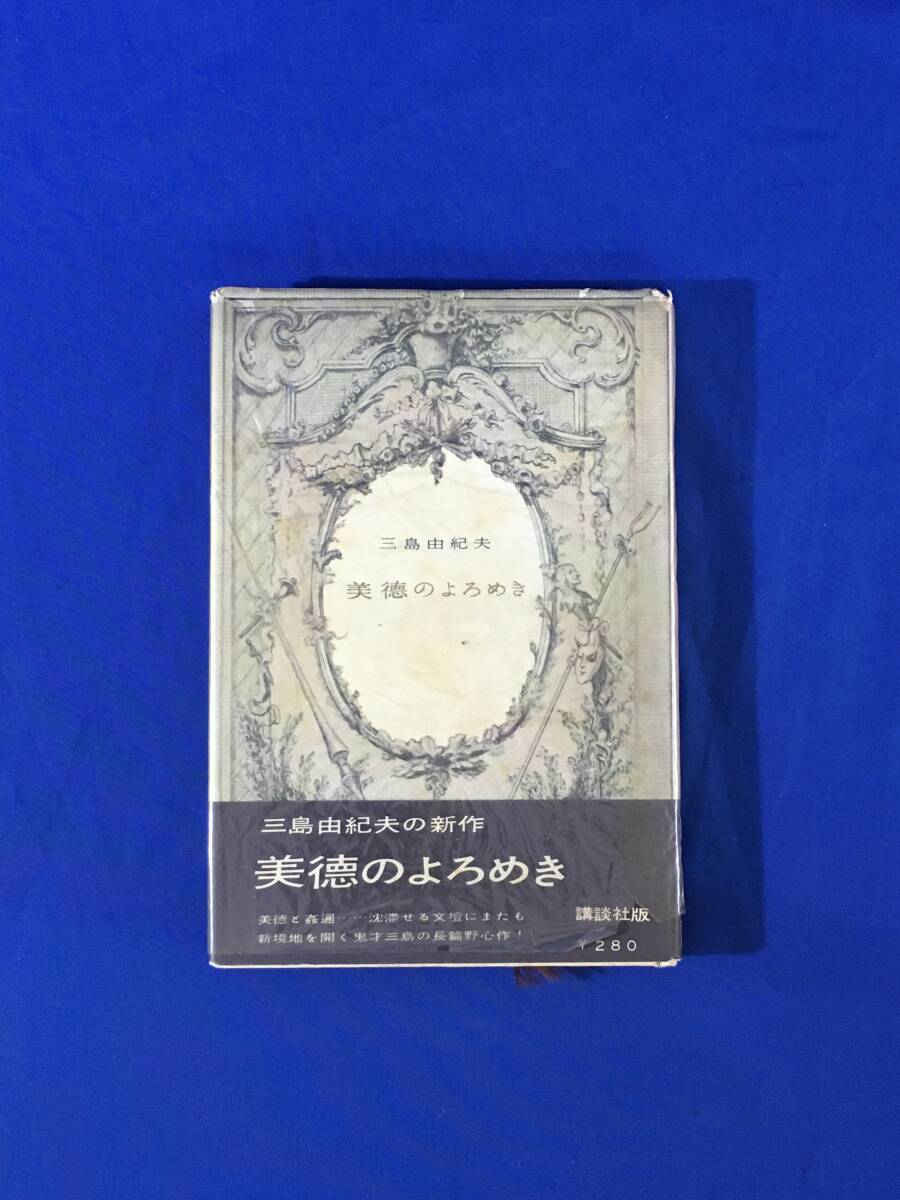 三島由紀夫
美徳のよろめき
三島由紀夫の新作
美徳のよろめき
美徳と姦通……沈滞せる文壇にまたも
新境地を開く鬼才三島の長篇野心作！
講談社版
¥280